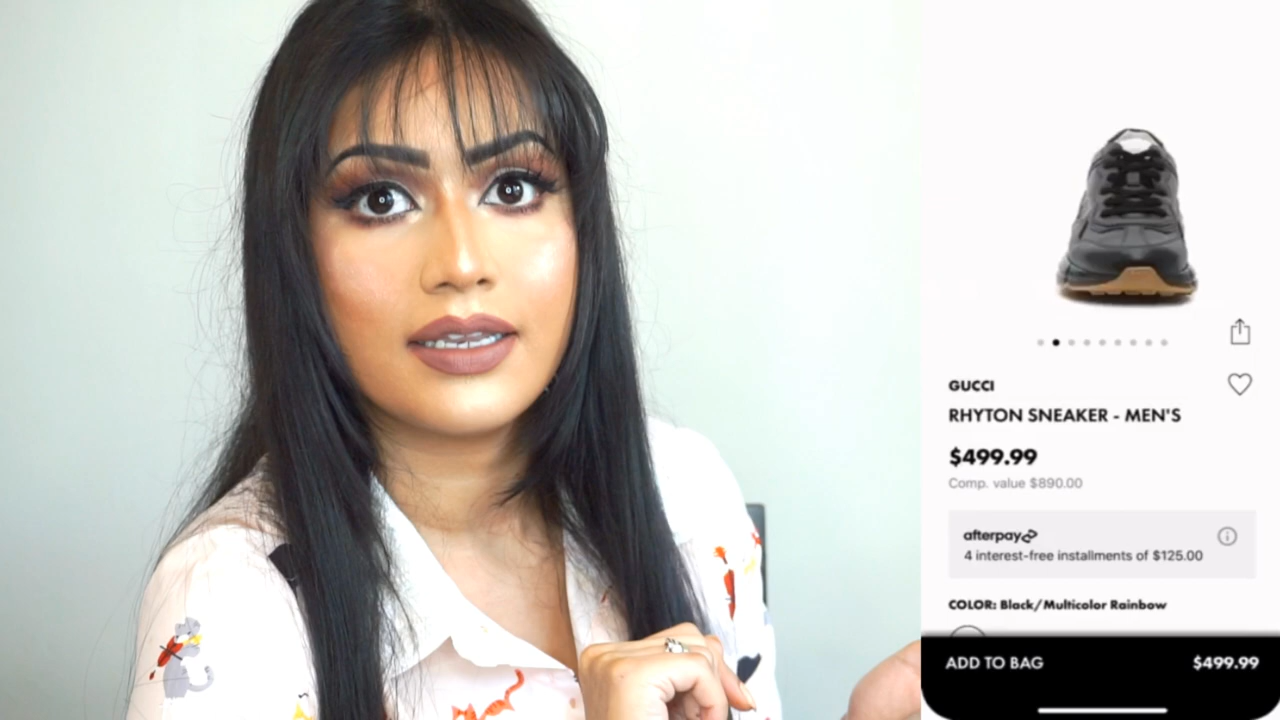 GUCCI
RHYTON SNEAKER - MEN'S
$499.99
Comp. value $890.00
afterpay
4 interest-free installments of $125.00
COLOR: Black/Multicolor Rainbow
ADD TO BAG $499.99